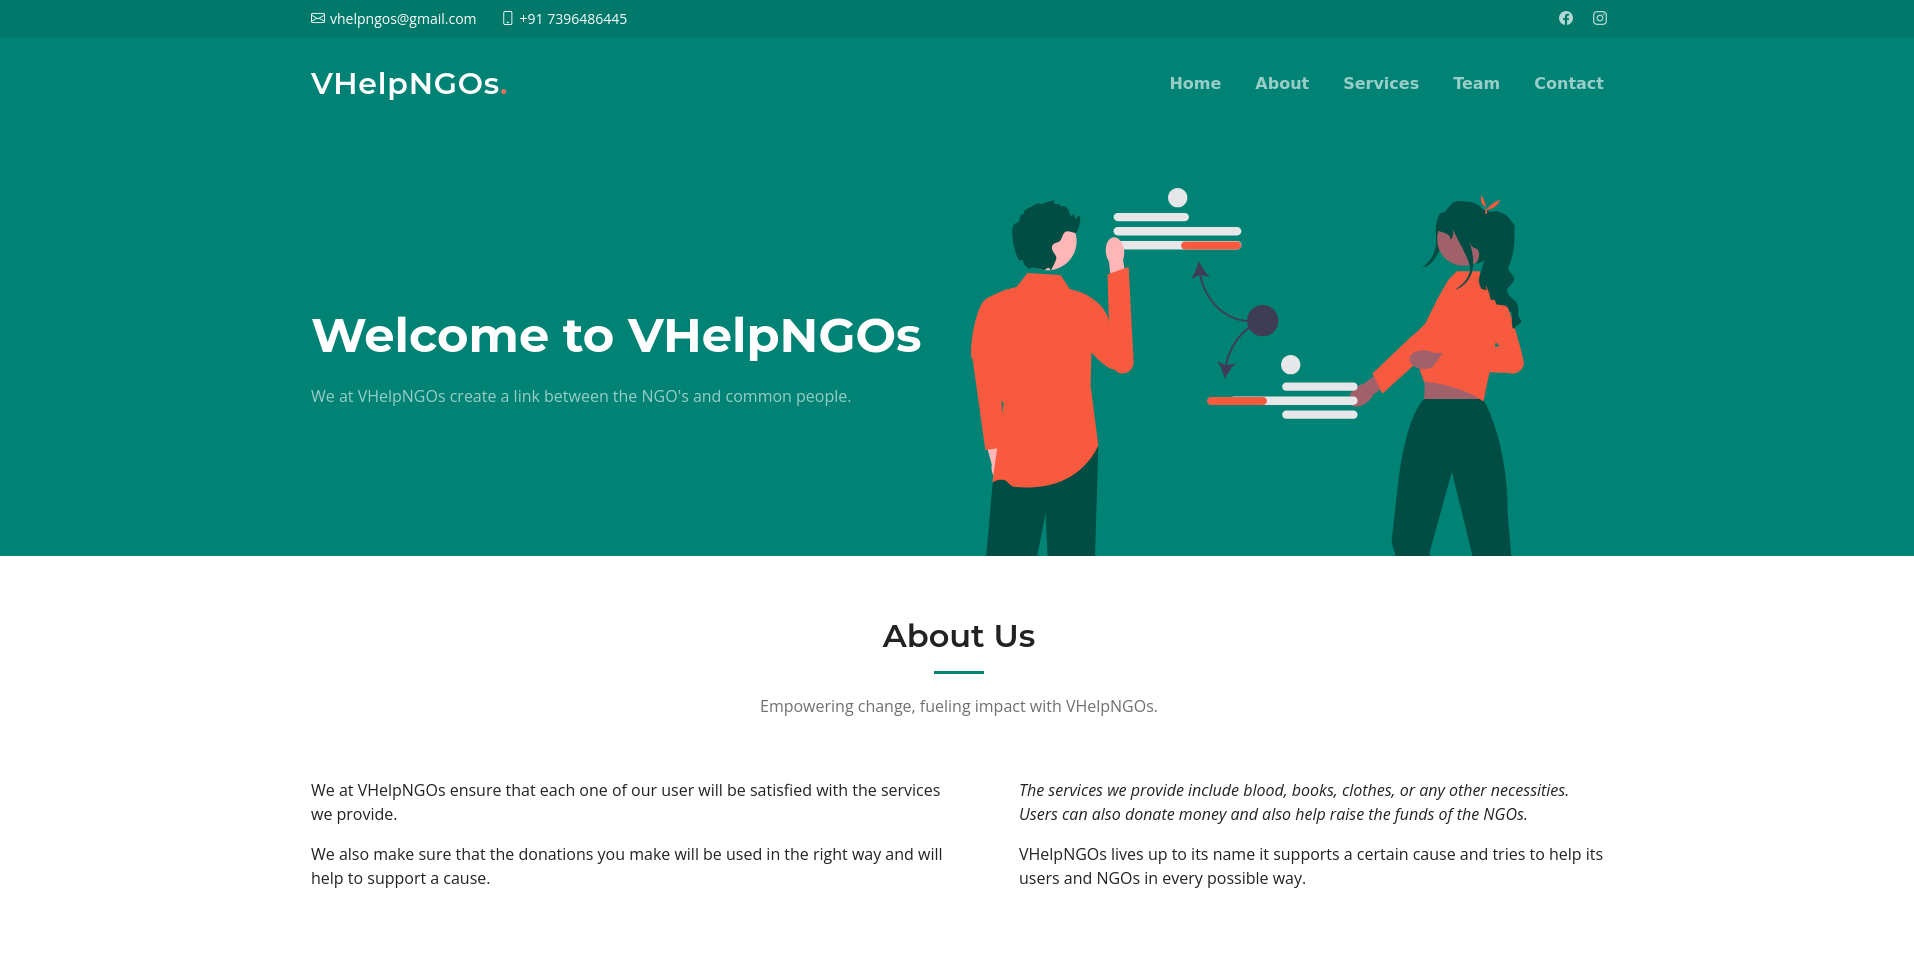 vhelpngos@gmail.com +91 7396486445
VHelpNGOs.
Home About Services Team Contact
Welcome to VHelpNGOs
We at VHelpNGOs create a link between the NGO's and common people.
About Us
Empowering change, fueling impact with VHelpNGOs.
We at VHelpNGOs ensure that each one of our user will be satisfied with the services
we provide.
We also make sure that the donations you make will be used in the right way and will
help to support a cause.
The services we provide include blood, books, clothes, or any other necessities.
Users can also donate money and also help raise the funds of the NGOs.
VHelpNGOs lives up to its name it supports a certain cause and tries to help its
users and NGOs in every possible way.